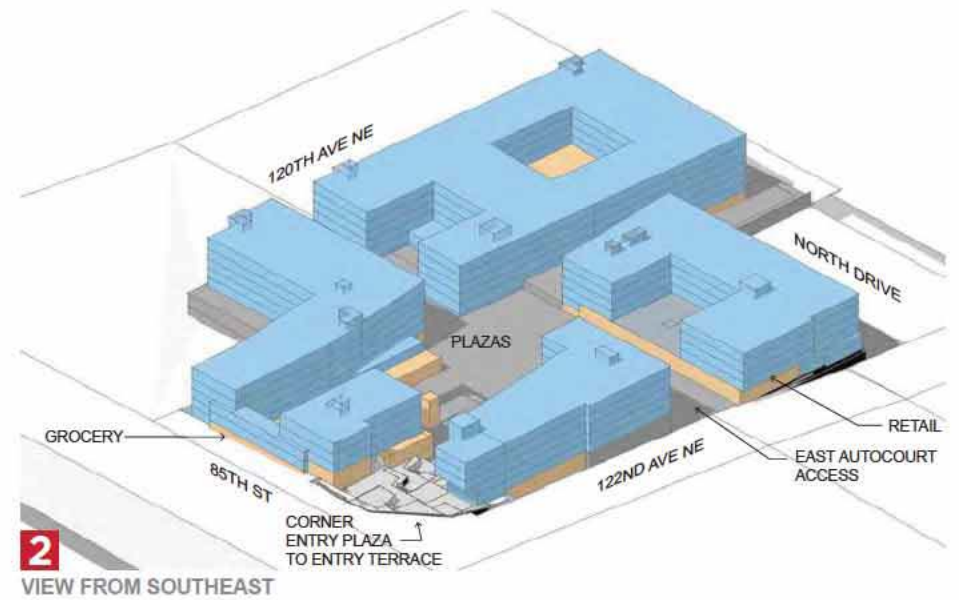 120TH AVE NE
NORTH DRIVE
PLAZAS
GROCERY
RETAIL
EAST AUTOCOURT
ACCESS
122ND AVE NE
85TH ST
CORNER
ENTRY PLAZA
TO ENTRY TERRACE
2
VIEW FROM SOUTHEAST